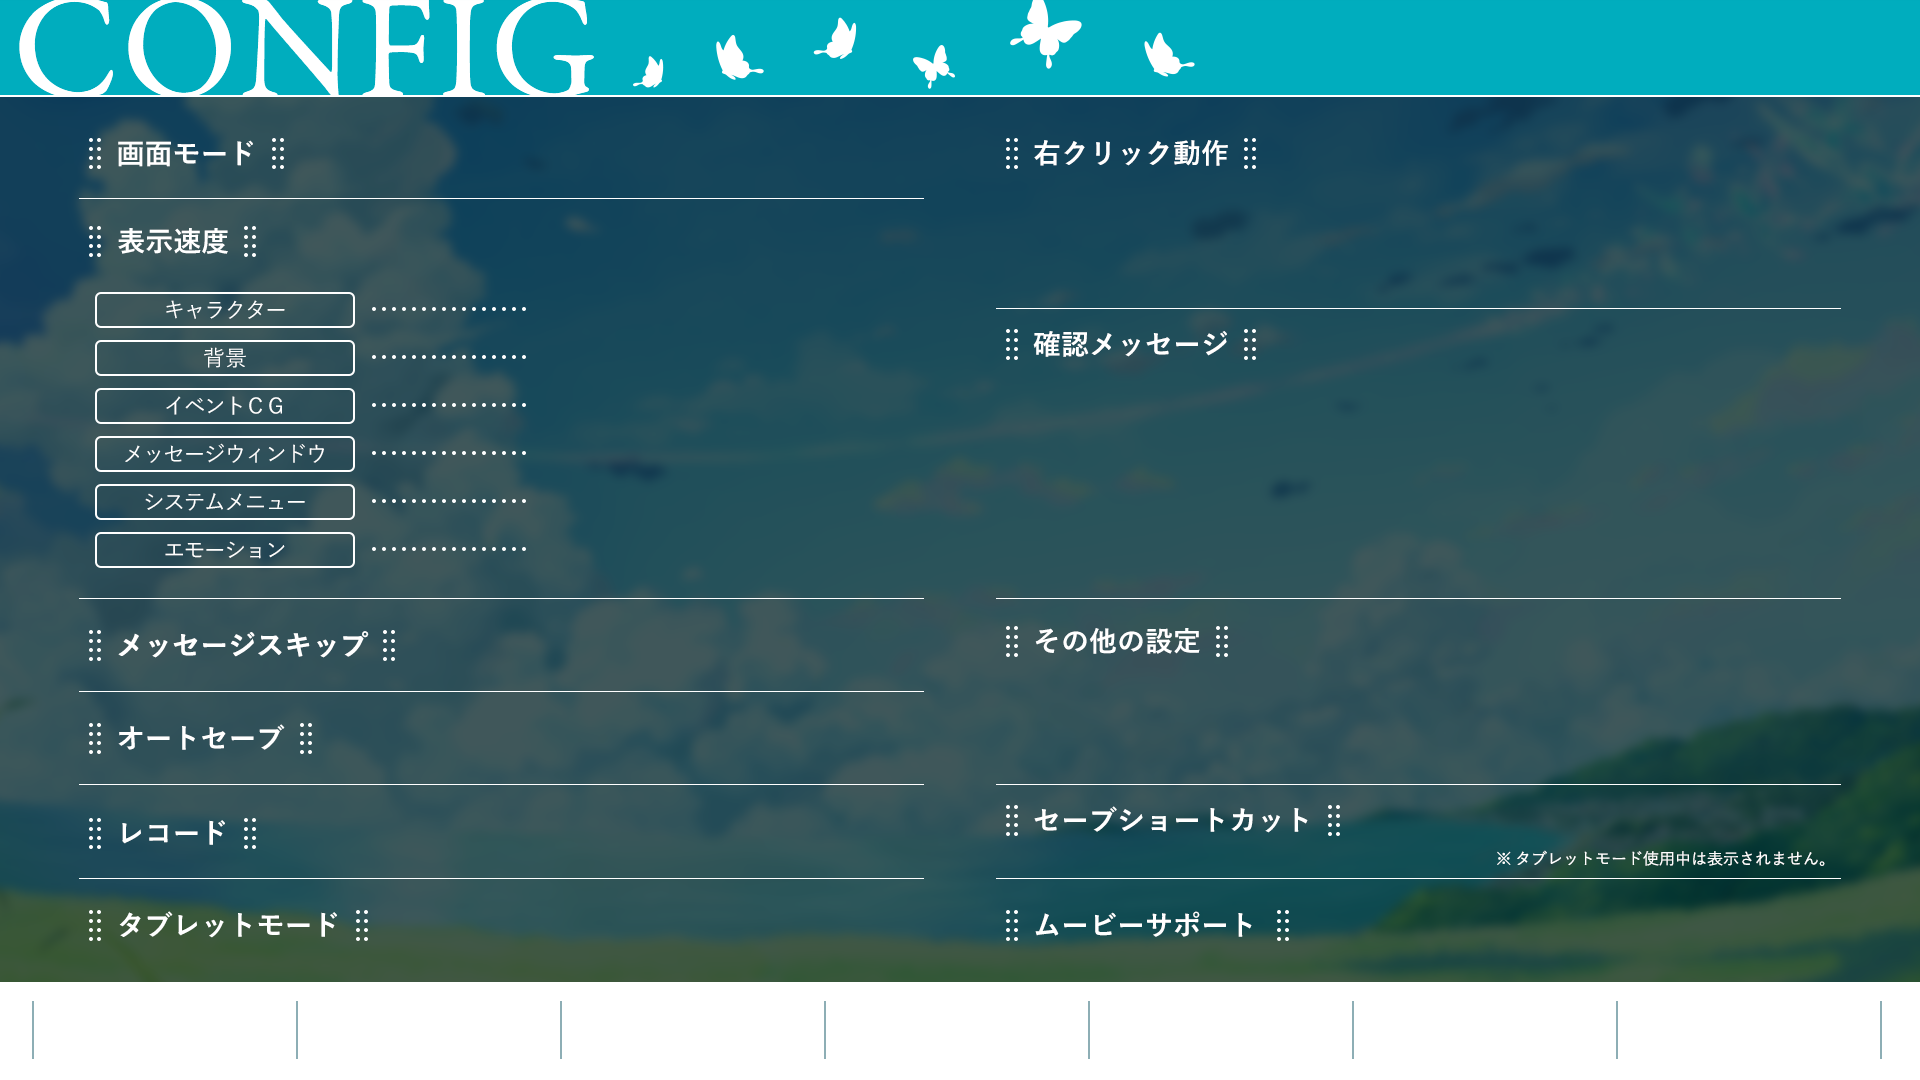 CONFIG
画面モード
表示速度
キャラクター
背景
イベントＣＧ
メッセージウィンドウ
システムメニュー
エモーション
メッセージスキップ
オートセーブ
レコード
タブレットモード
右クリック動作
確認メッセージ
その他の設定
セーブショートカット
※ タブレットモード使用中は表示されません。
ムービーサポート